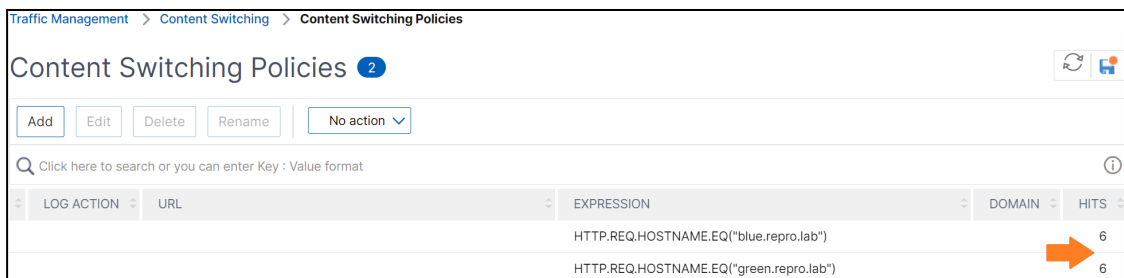 Traffic Management > Content Switching > Content Switching Policies
Content Switching Policies 2
Add Edit Delete Rename No action
Click here to search or you can enter Key : Value format
LOG ACTION URL EXPRESSION DOMAIN HITS
HTTP.REQ.HOSTNAME.EQ("blue.repro.lab") 6
HTTP.REQ.HOSTNAME.EQ("green.repro.lab") 6